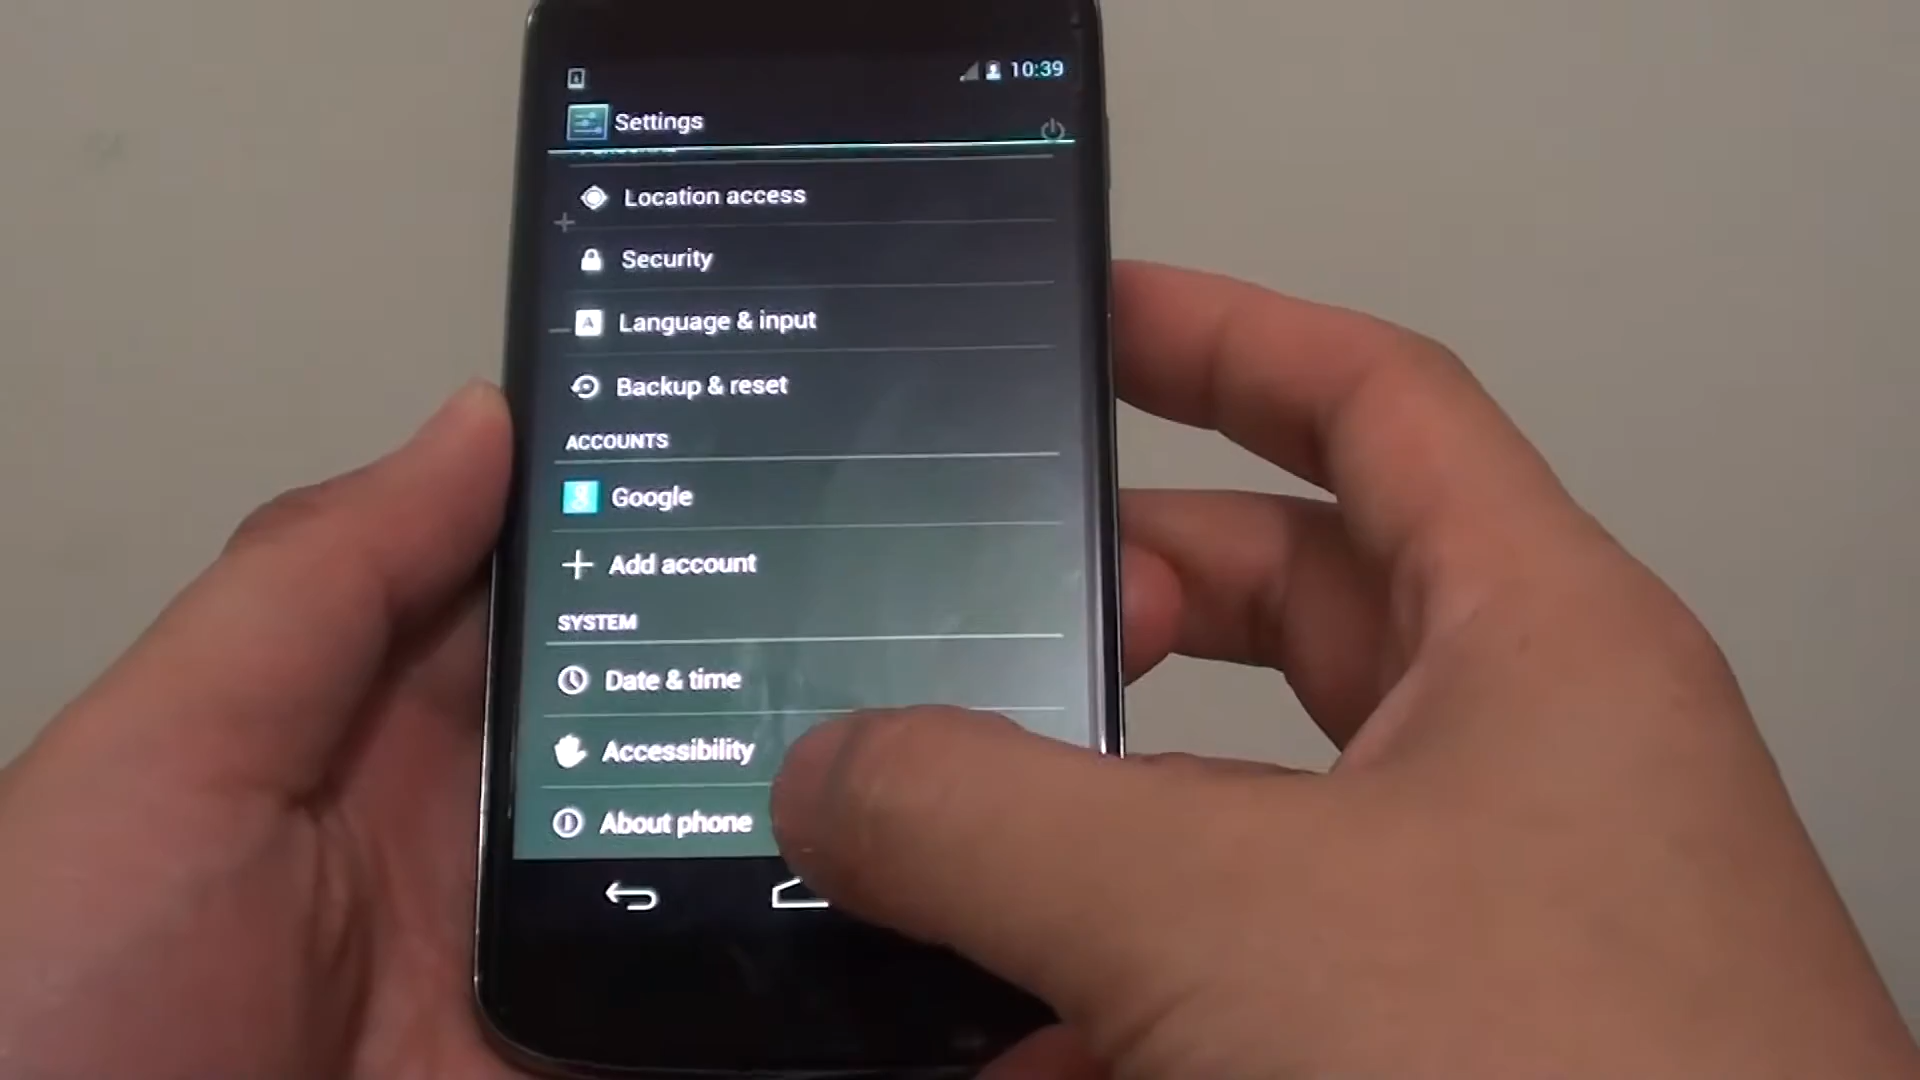 10:39
Settings
Location access
Security
A Language & input
Backup & reset
ACCOUNTS
g Google
Add account
SYSTEM
Date & time
Accessibility
About phone